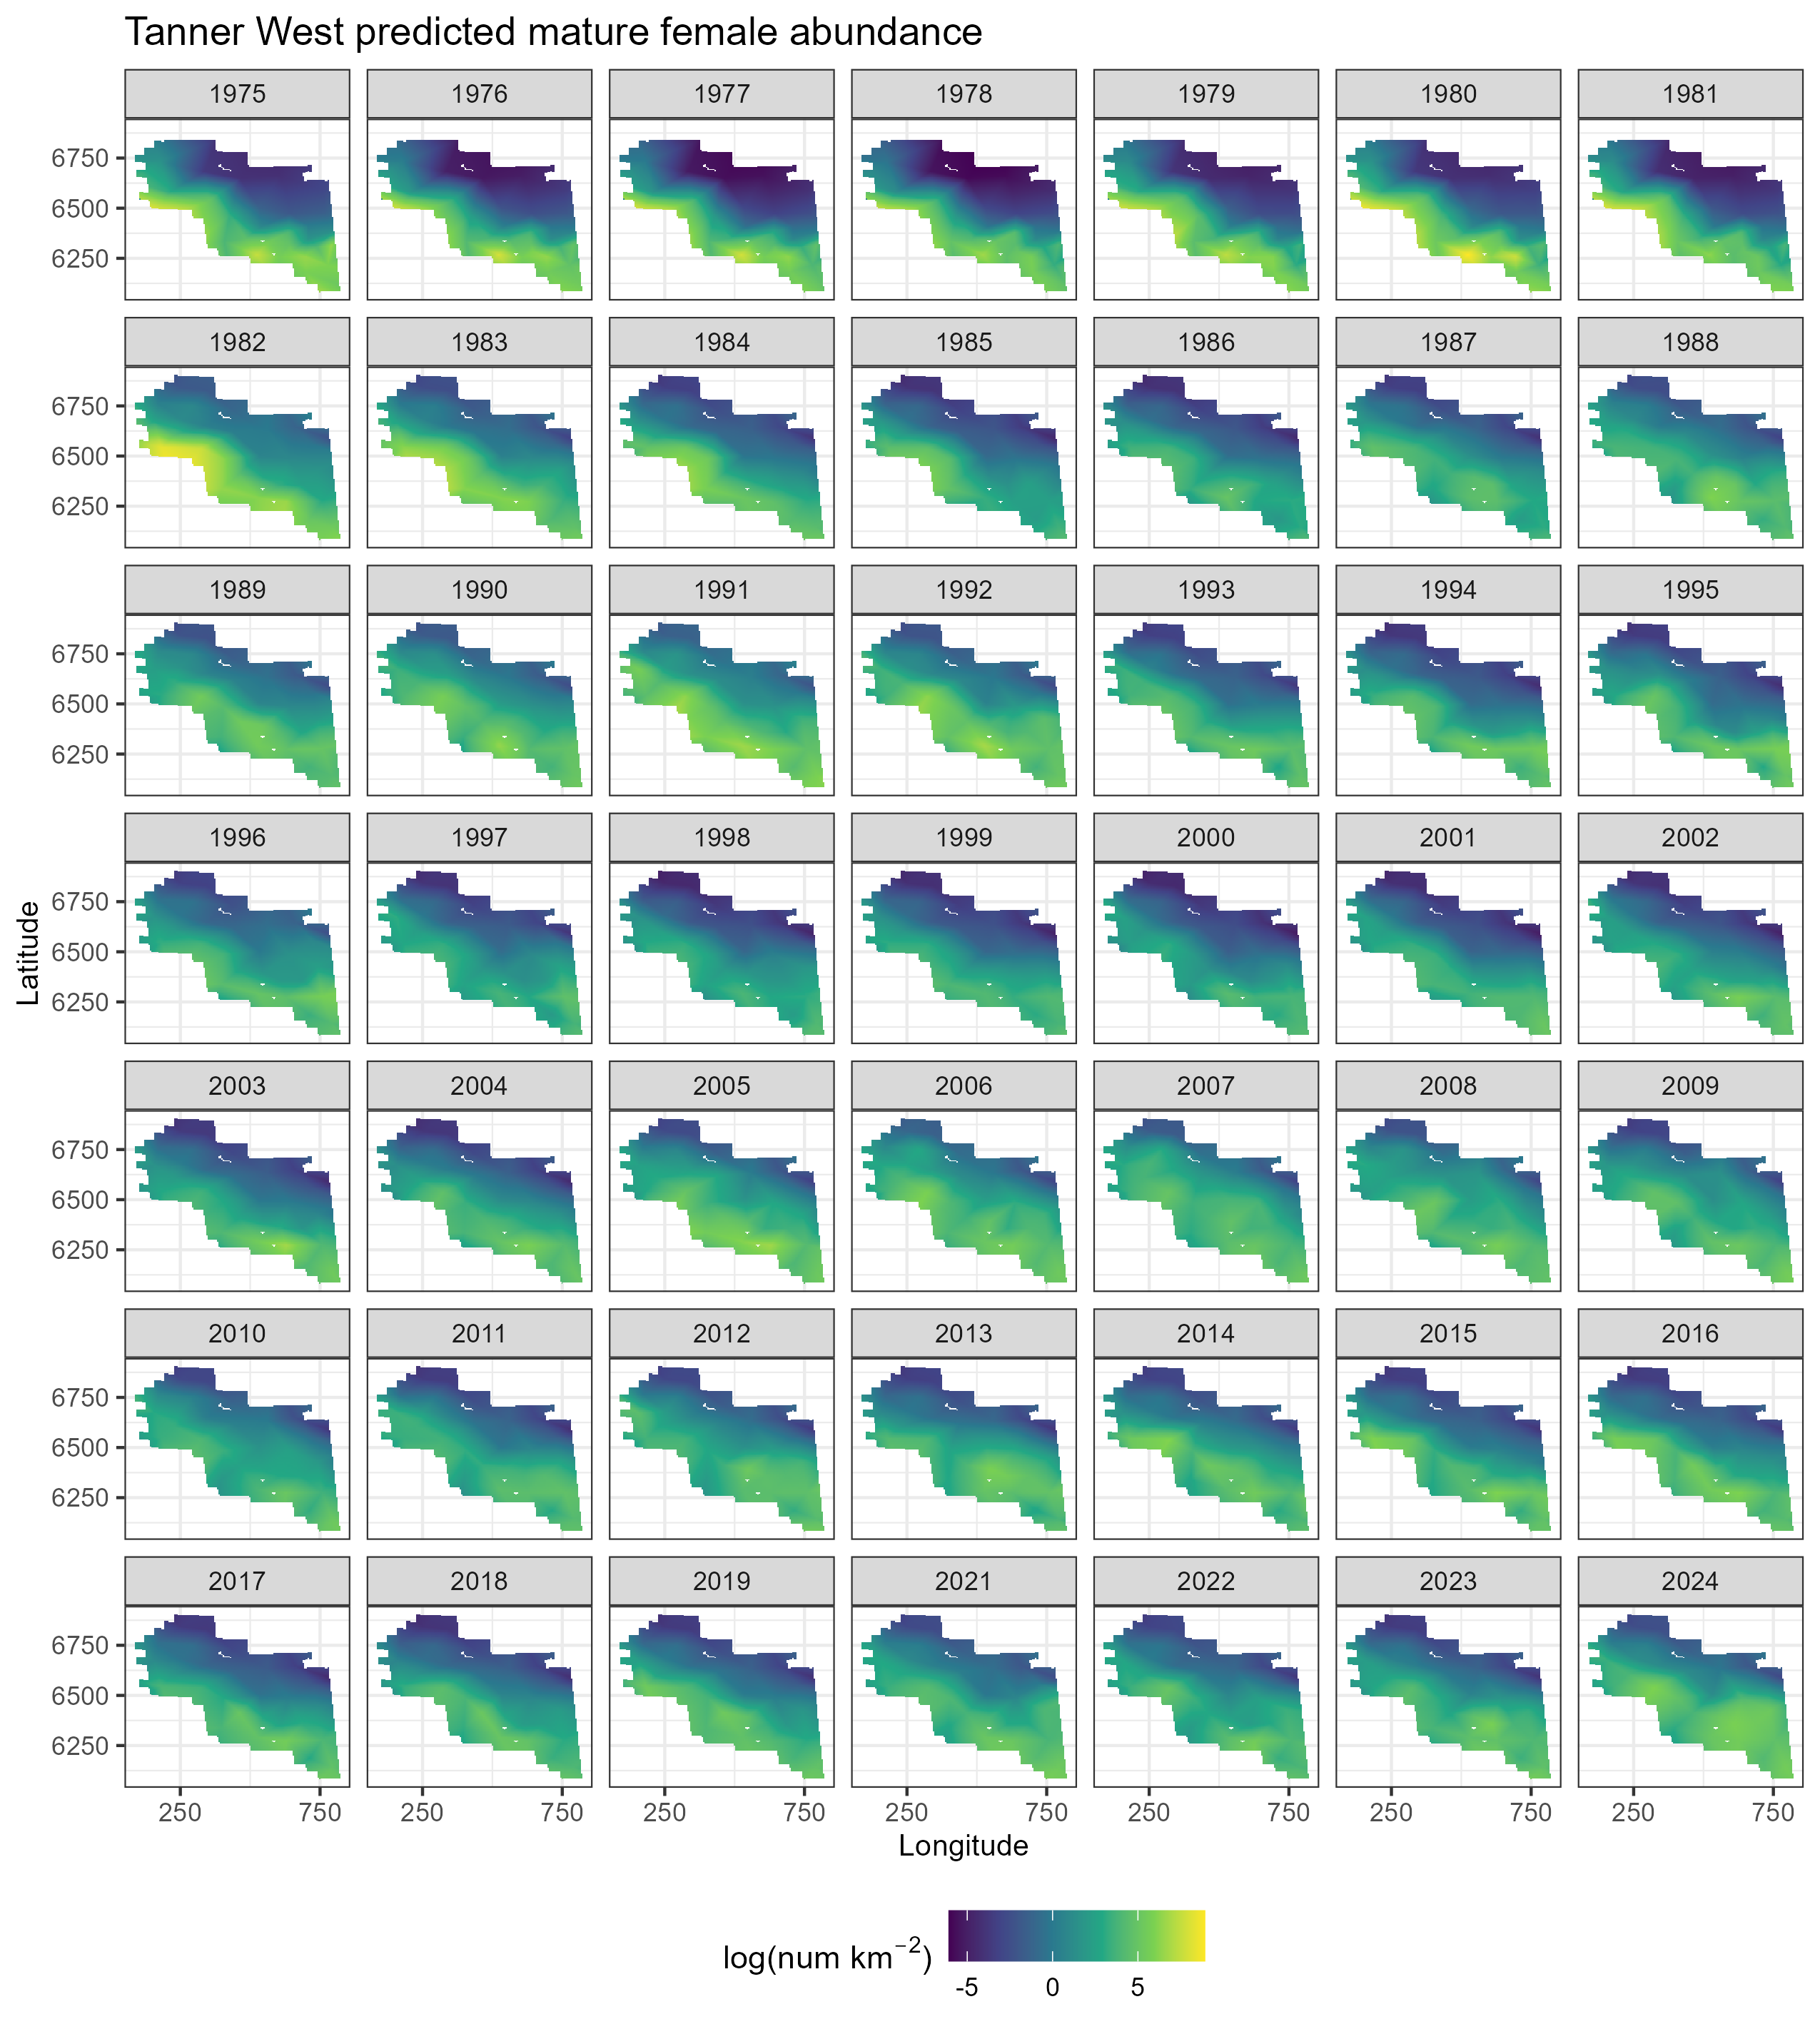 Tanner West predicted mature female abundance
1975 1976 1977 1978 1979 1980 1981
6750
6500
6250
1982 1983 1984 1985 1986 1987 1988
6750
6500
6250
1989 1990 1991 1992 1993 1994 1995
6750
6500
6250
1996 1997 1998 1999 2000 2001 2002
6750
6500
6250
Latitude
2003 2004 2005 2006 2007 2008 2009
6750
6500
6250
2010 2011 2012 2013 2014 2015 2016
6750
6500
6250
2017 2018 2019 2021 2022 2023 2024
6750
6500
6250
250 750 250 750 250 750 250 750 250 750 250 750 250 750
Longitude
log(num km⁻²)
-5 0 5